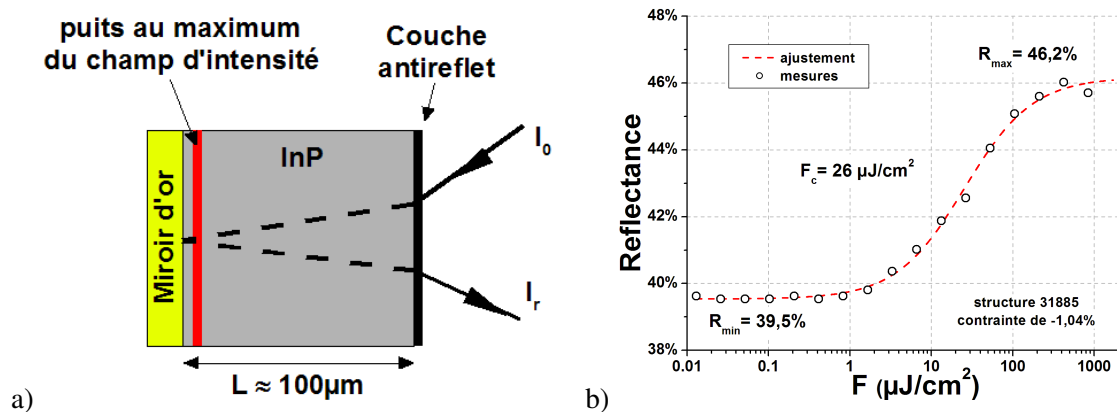 puits au maximum
du champ d'intensité
Couche
antireflet
Miroir d'or
InP
I0
Ir
L ≈ 100µm
a)
48%
46%
44%
42%
40%
38%
Reflectance
ajustement
mesures
Rmax= 46,2%
Fc= 26 µJ/cm²
Rmin= 39,5%
structure 31885
contrainte de -1,04%
0.01 0.1 1 10 100 1000
F (µJ/cm²)
b)